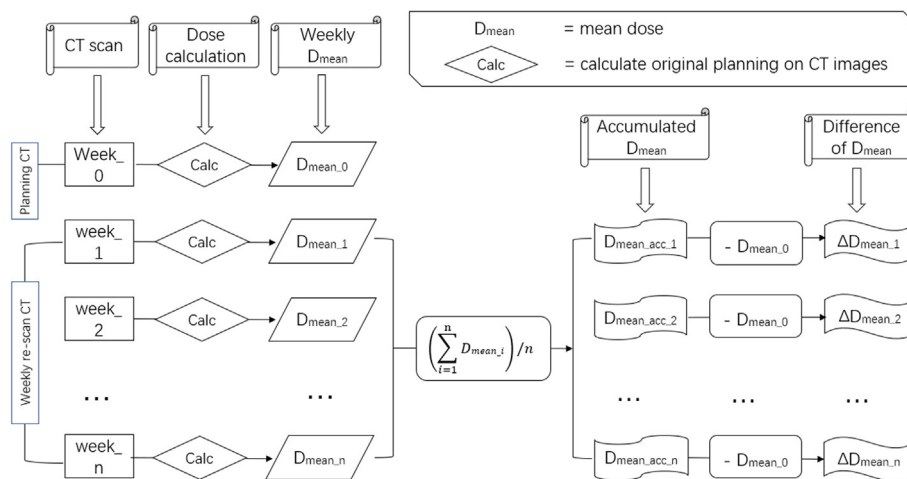 CT scan
Dose
calculation
Weekly
Dmean
Dmean = mean dose
Calc = calculate original planning on CT images
Accumulated
Dmean
Difference
of Dmean
Planning CT
Week_
0
Calc
Dmean_0
Weekly re-scan CT
week_
1
Calc
Dmean_1
week_
2
Calc
Dmean_2
... ...
week_
n
Calc
Dmean_n
(∑ⁿᵢ₌₁ Dmean_i)/n
Dmean_acc_1
- Dmean_0
ΔDmean_1
Dmean_acc_2
- Dmean_0
ΔDmean_2
... ... ...
Dmean_acc_n
- Dmean_0
ΔDmean_n